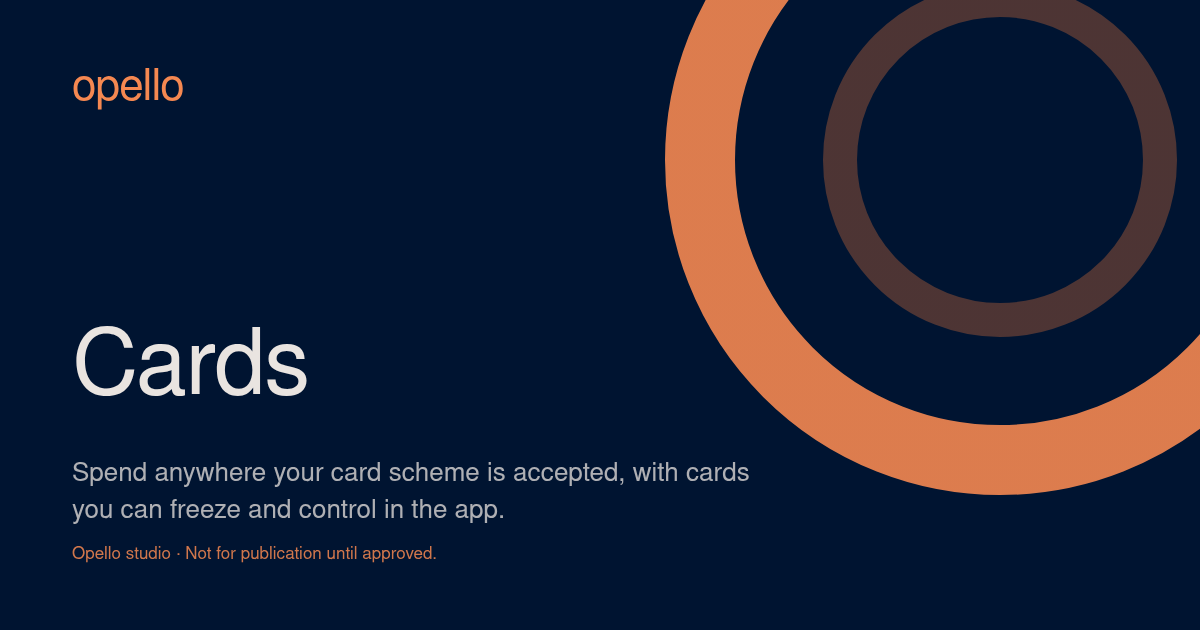 opello
Cards
Spend anywhere your card scheme is accepted, with cards
you can freeze and control in the app.
Opello studio · Not for publication until approved.